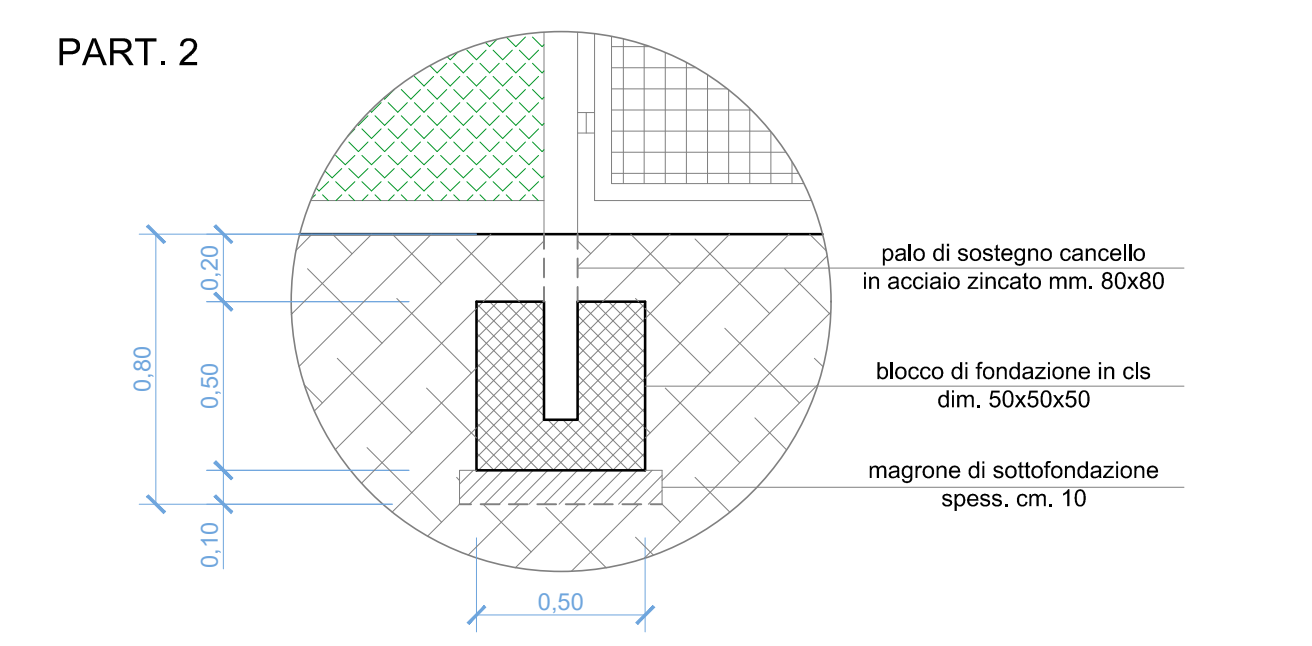 PART. 2
0,20
0,50
0,80
0,10
0,50
palo di sostegno cancello
in acciaio zincato mm. 80x80
blocco di fondazione in cls
dim. 50x50x50
magrone di sottofondazione
spess. cm. 10